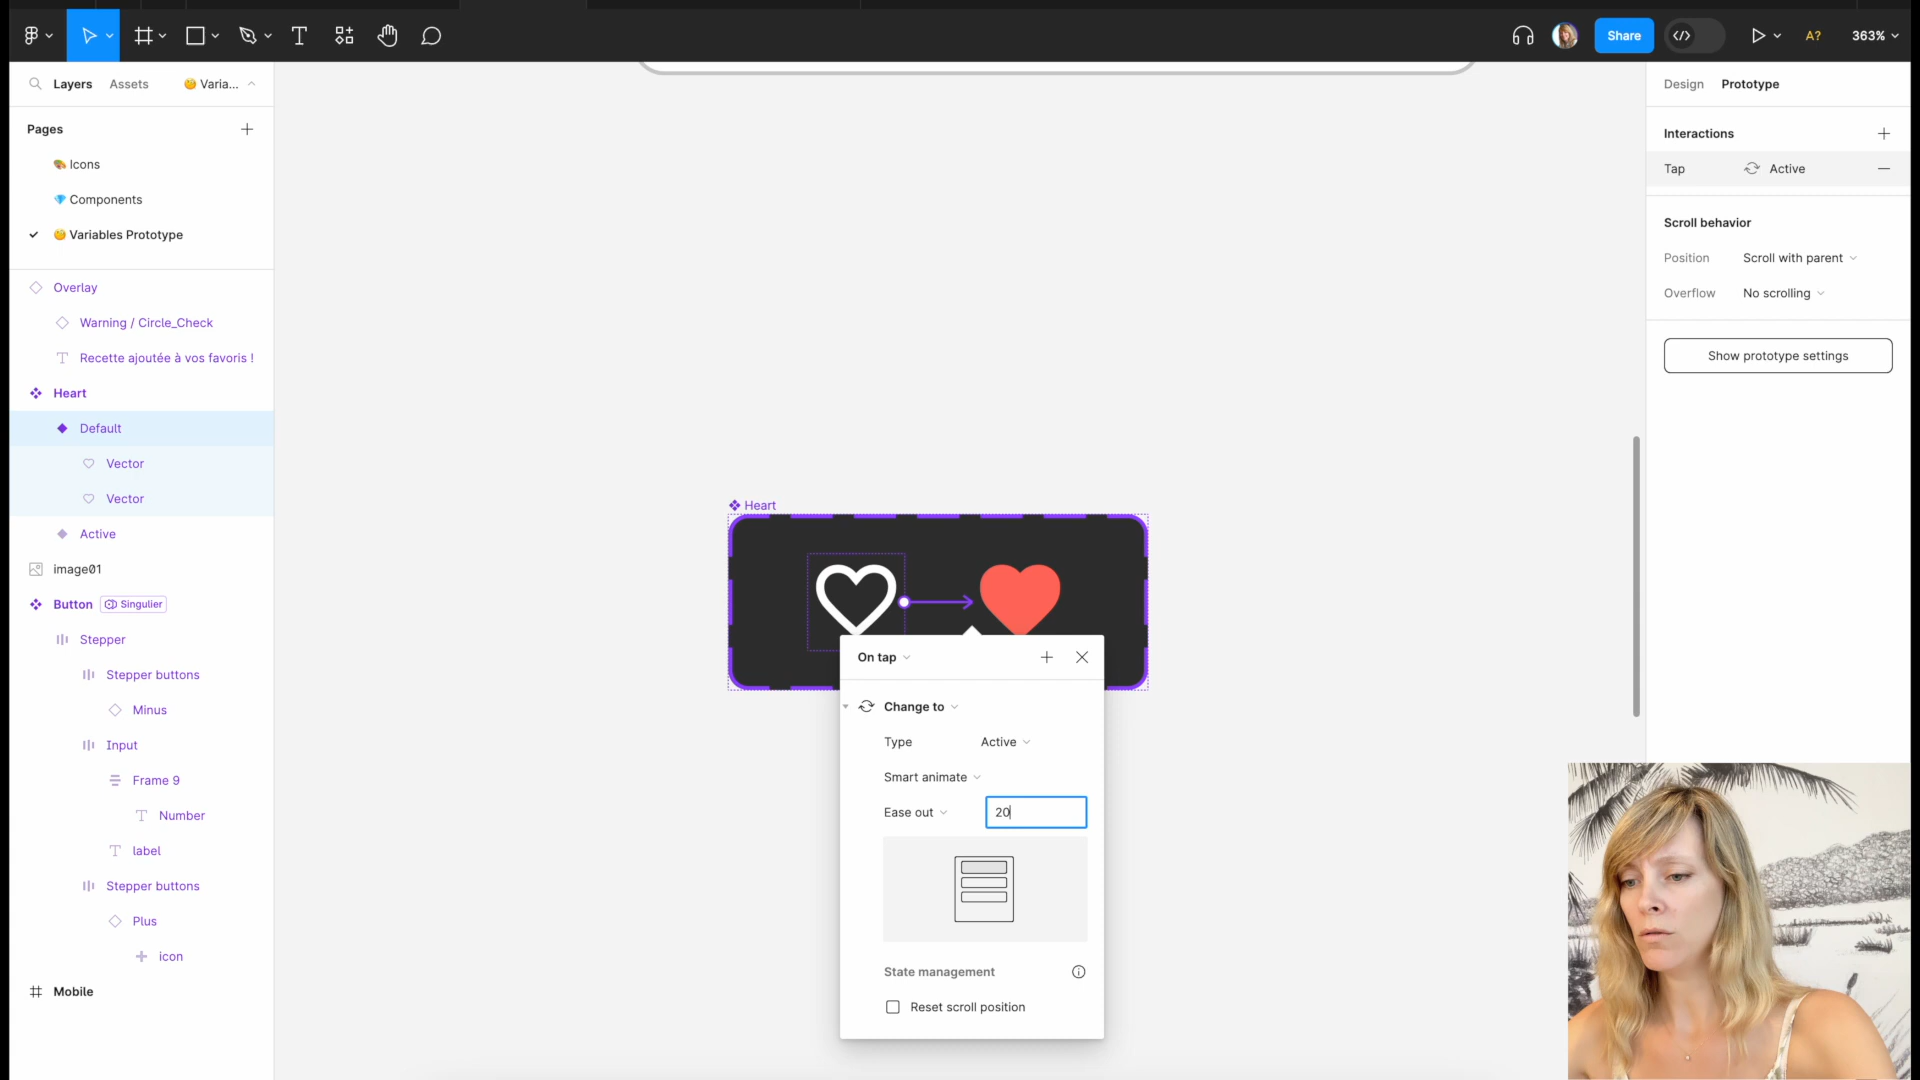 Share
A?
363%
Layers
Assets
Varia...
Pages
Icons
Components
Variables Prototype
Overlay
Warning / Circle_Check
Recette ajoutée à vos favoris !
Heart
Default
Vector
Vector
Active
image01
Button
Singulier
Stepper
Stepper buttons
Minus
Input
Frame 9
Number
label
Stepper buttons
Plus
icon
Mobile
Heart
On tap
Change to
Type
Active
Smart animate
Ease out
20
State management
Reset scroll position
Design
Prototype
Interactions
Tap
Active
Scroll behavior
Position
Scroll with parent
Overflow
No scrolling
Show prototype settings